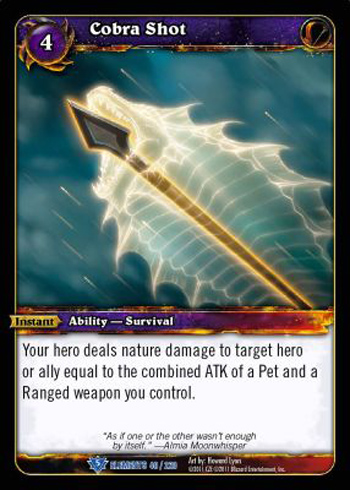 4
Cobra Shot
Instant
Ability — Survival
Your hero deals nature damage to target hero
or ally equal to the combined ATK of a Pet and a
Ranged weapon you control.
"As if one or the other wasn't enough
by itself." —Almia Moonwhisper
Art by: Howard Lyon
©2011 CZE ©2011 Blizzard Entertainment, Inc.